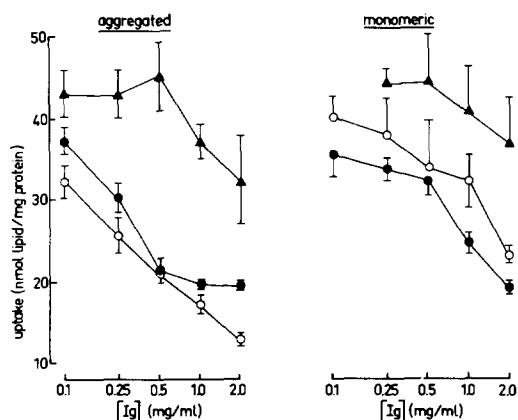 aggregated
monomeric
uptake (nmol lipid/mg protein)
50
40
30
20
10
0.1 0.25 0.5 1.0 2.0
[Ig] (mg/ml)
0.1 0.25 0.5 1.0 2.0
[Ig] (mg/ml)